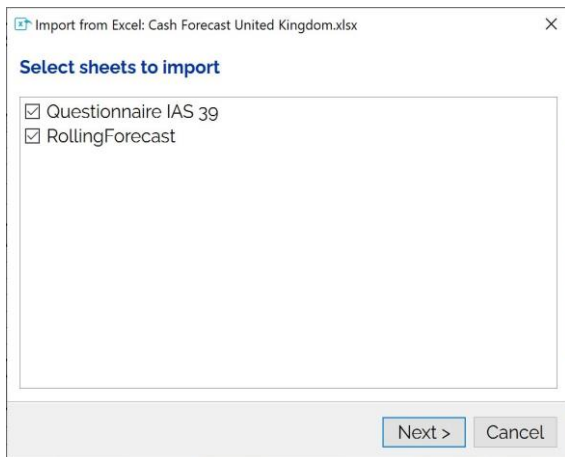 Import from Excel: Cash Forecast United Kingdom.xlsx
Select sheets to import
Questionnaire IAS 39
RollingForecast
Next > Cancel